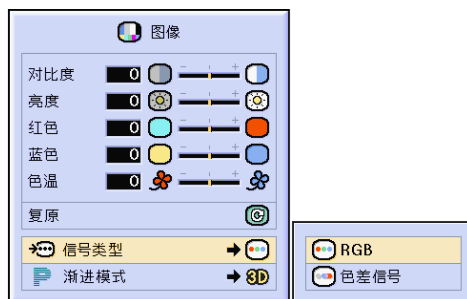 图像
对比度 0
亮度 0
红色 0
蓝色 0
色温 0
复原
信号类型
渐进模式 3D
RGB
色差信号